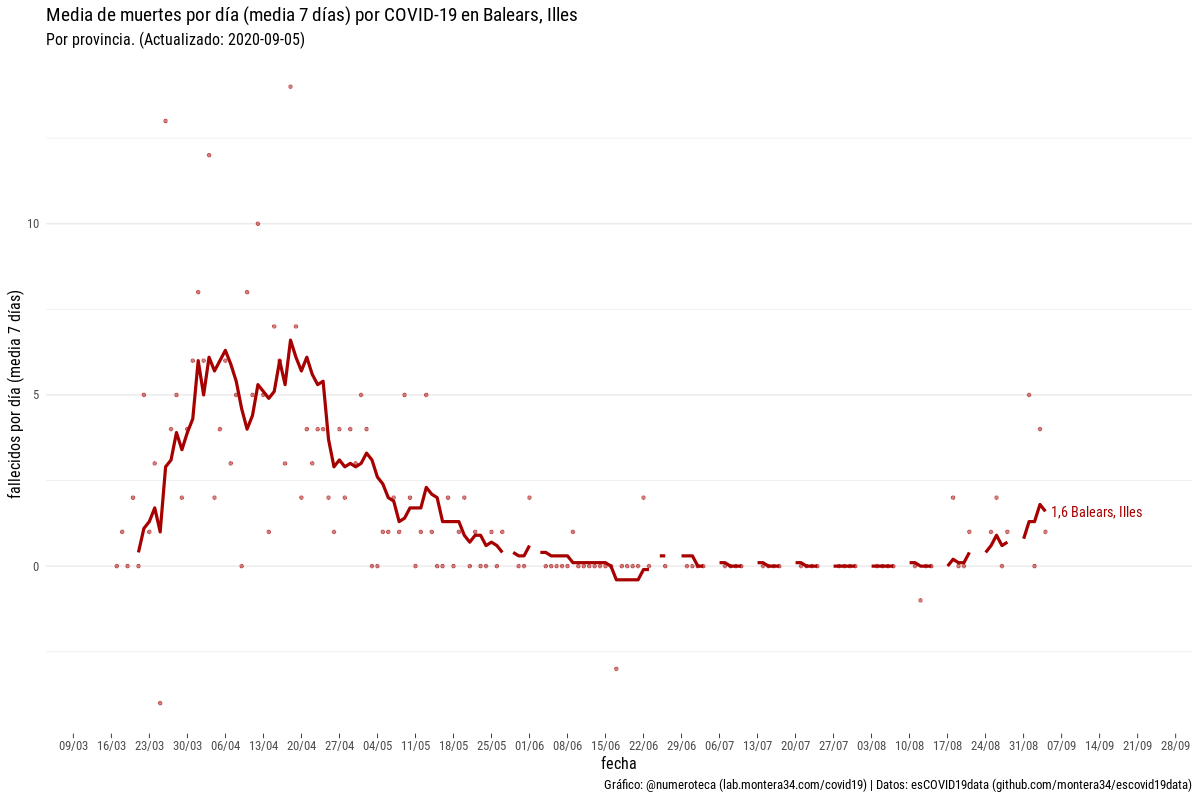 Media de muertes por día (media 7 días) por COVID-19 en Balears, Illes
Por provincia. (Actualizado: 2020-09-05)
fallecidos por día (media 7 días)
10
5
0
1,6 Balears, Illes
09/03 16/03 23/03 30/03 06/04 13/04 20/04 27/04 04/05 11/05 18/05 25/05 01/06 08/06 15/06 22/06 29/06 06/07 13/07 20/07 27/07 03/08 10/08 17/08 24/08 31/08 07/09 14/09 21/09 28/09
fecha
Gráfico: @numeroteca (lab.montera34.com/covid19) | Datos: esCOVID19data (github.com/montera34/escovid19data)